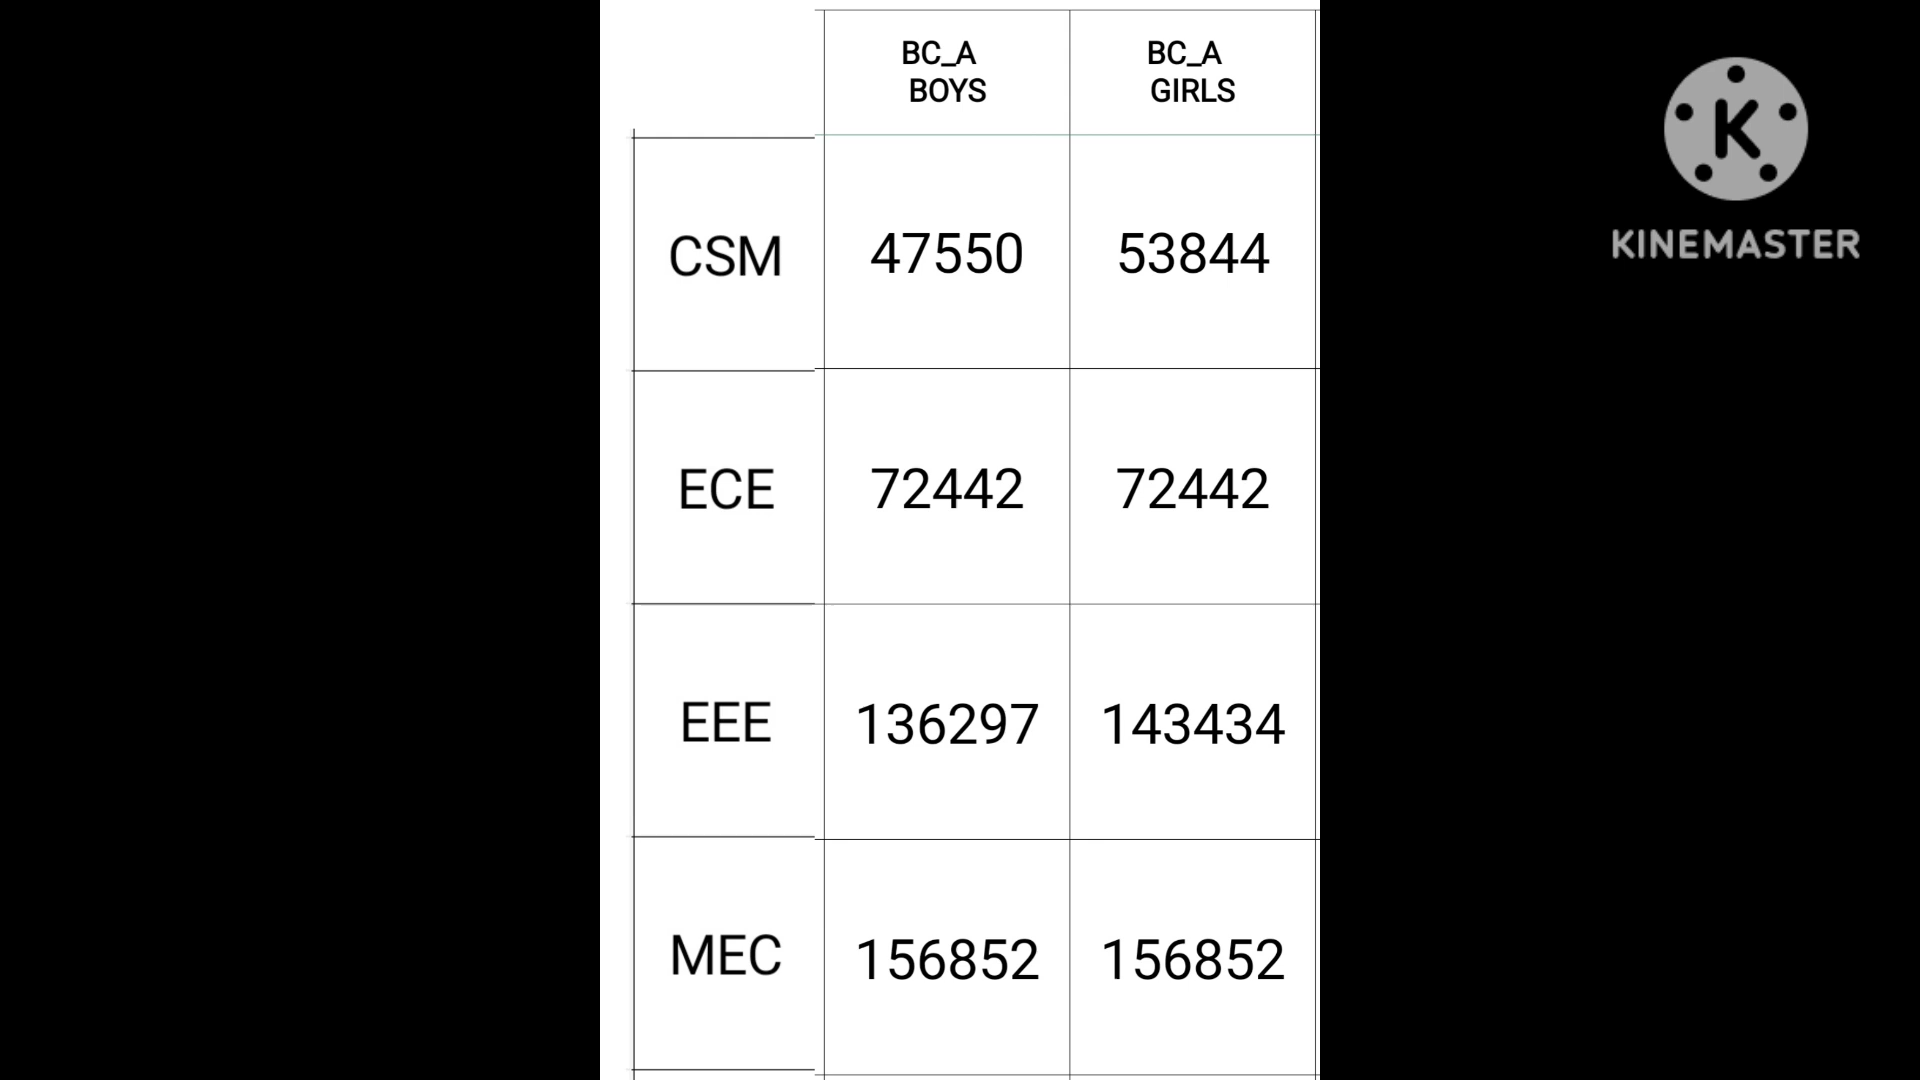 BC_A BC_A
BOYS GIRLS
CSM 47550 53844
ECE 72442 72442
EEE 136297 143434
MEC 156852 156852
K
KINEMASTER